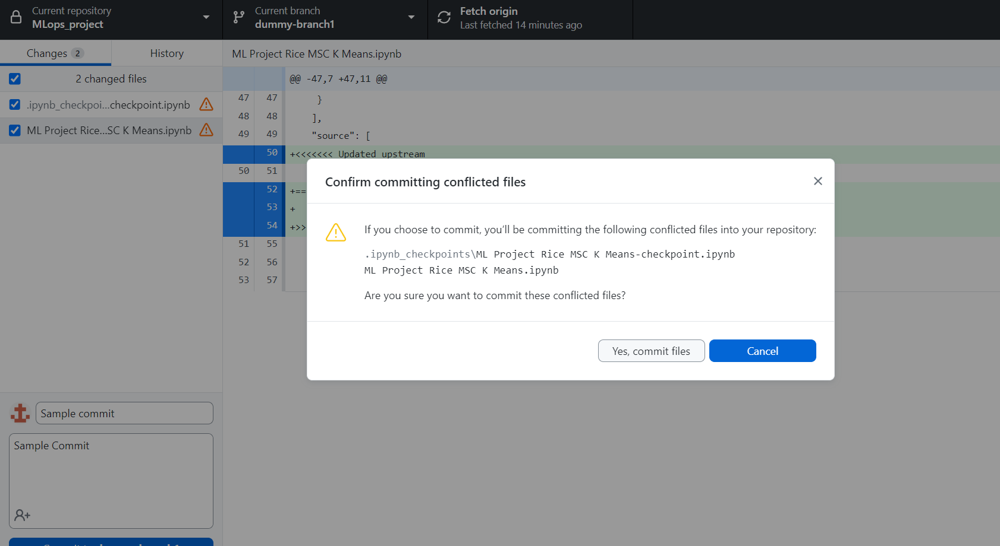 Current repository
MLops_project
Current branch
dummy-branch1
Fetch origin
Last fetched 14 minutes ago
Changes 2
History
2 changed files
.ipynb_checkpoi...checkpoint.ipynb
ML Project Rice...SC K Means.ipynb
ML Project Rice MSC K Means.ipynb
@@ -47,7 +47,11 @@
47 47 }
48 48 ],
49 49 "source": [
50 +<<<<<<< Updated upstream
50 51
52 +==
53 +
54 +>>
51 55
52 56
53 57
Confirm committing conflicted files
If you choose to commit, you’ll be committing the following conflicted files into your repository:
.ipynb_checkpoints\ML Project Rice MSC K Means-checkpoint.ipynb
ML Project Rice MSC K Means.ipynb
Are you sure you want to commit these conflicted files?
Yes, commit files
Cancel
Sample commit
Sample Commit